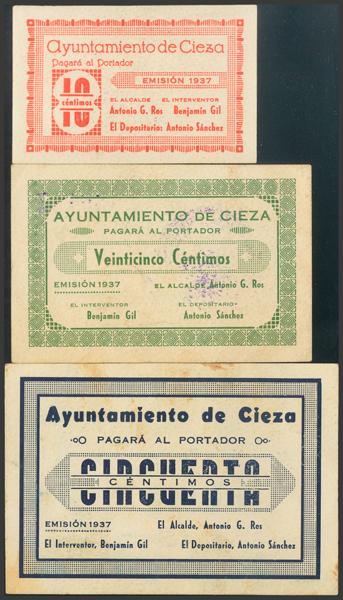 Ayuntamiento de Cieza
Pagará al Portador
10
céntimos
EMISIÓN 1937
EL ALCALDE EL INTERVENTOR
Antonio G. Ros Benjamín Gil
El Depositario: Antonio Sánchez
AYUNTAMIENTO DE CIEZA
PAGARÁ AL PORTADOR
Veinticinco Céntimos
EMISIÓN 1937 EL ALCALDE Antonio G. Ros
EL INTERVENTOR EL DEPOSITARIO
Benjamín Gil Antonio Sánchez
Ayuntamiento de Cieza
PAGARÁ AL PORTADOR
CINCUENTA
CÉNTIMOS
EMISIÓN 1937 El Alcalde, Antonio G. Ros
El Interventor, Benjamín Gil El Depositario, Antonio Sánchez